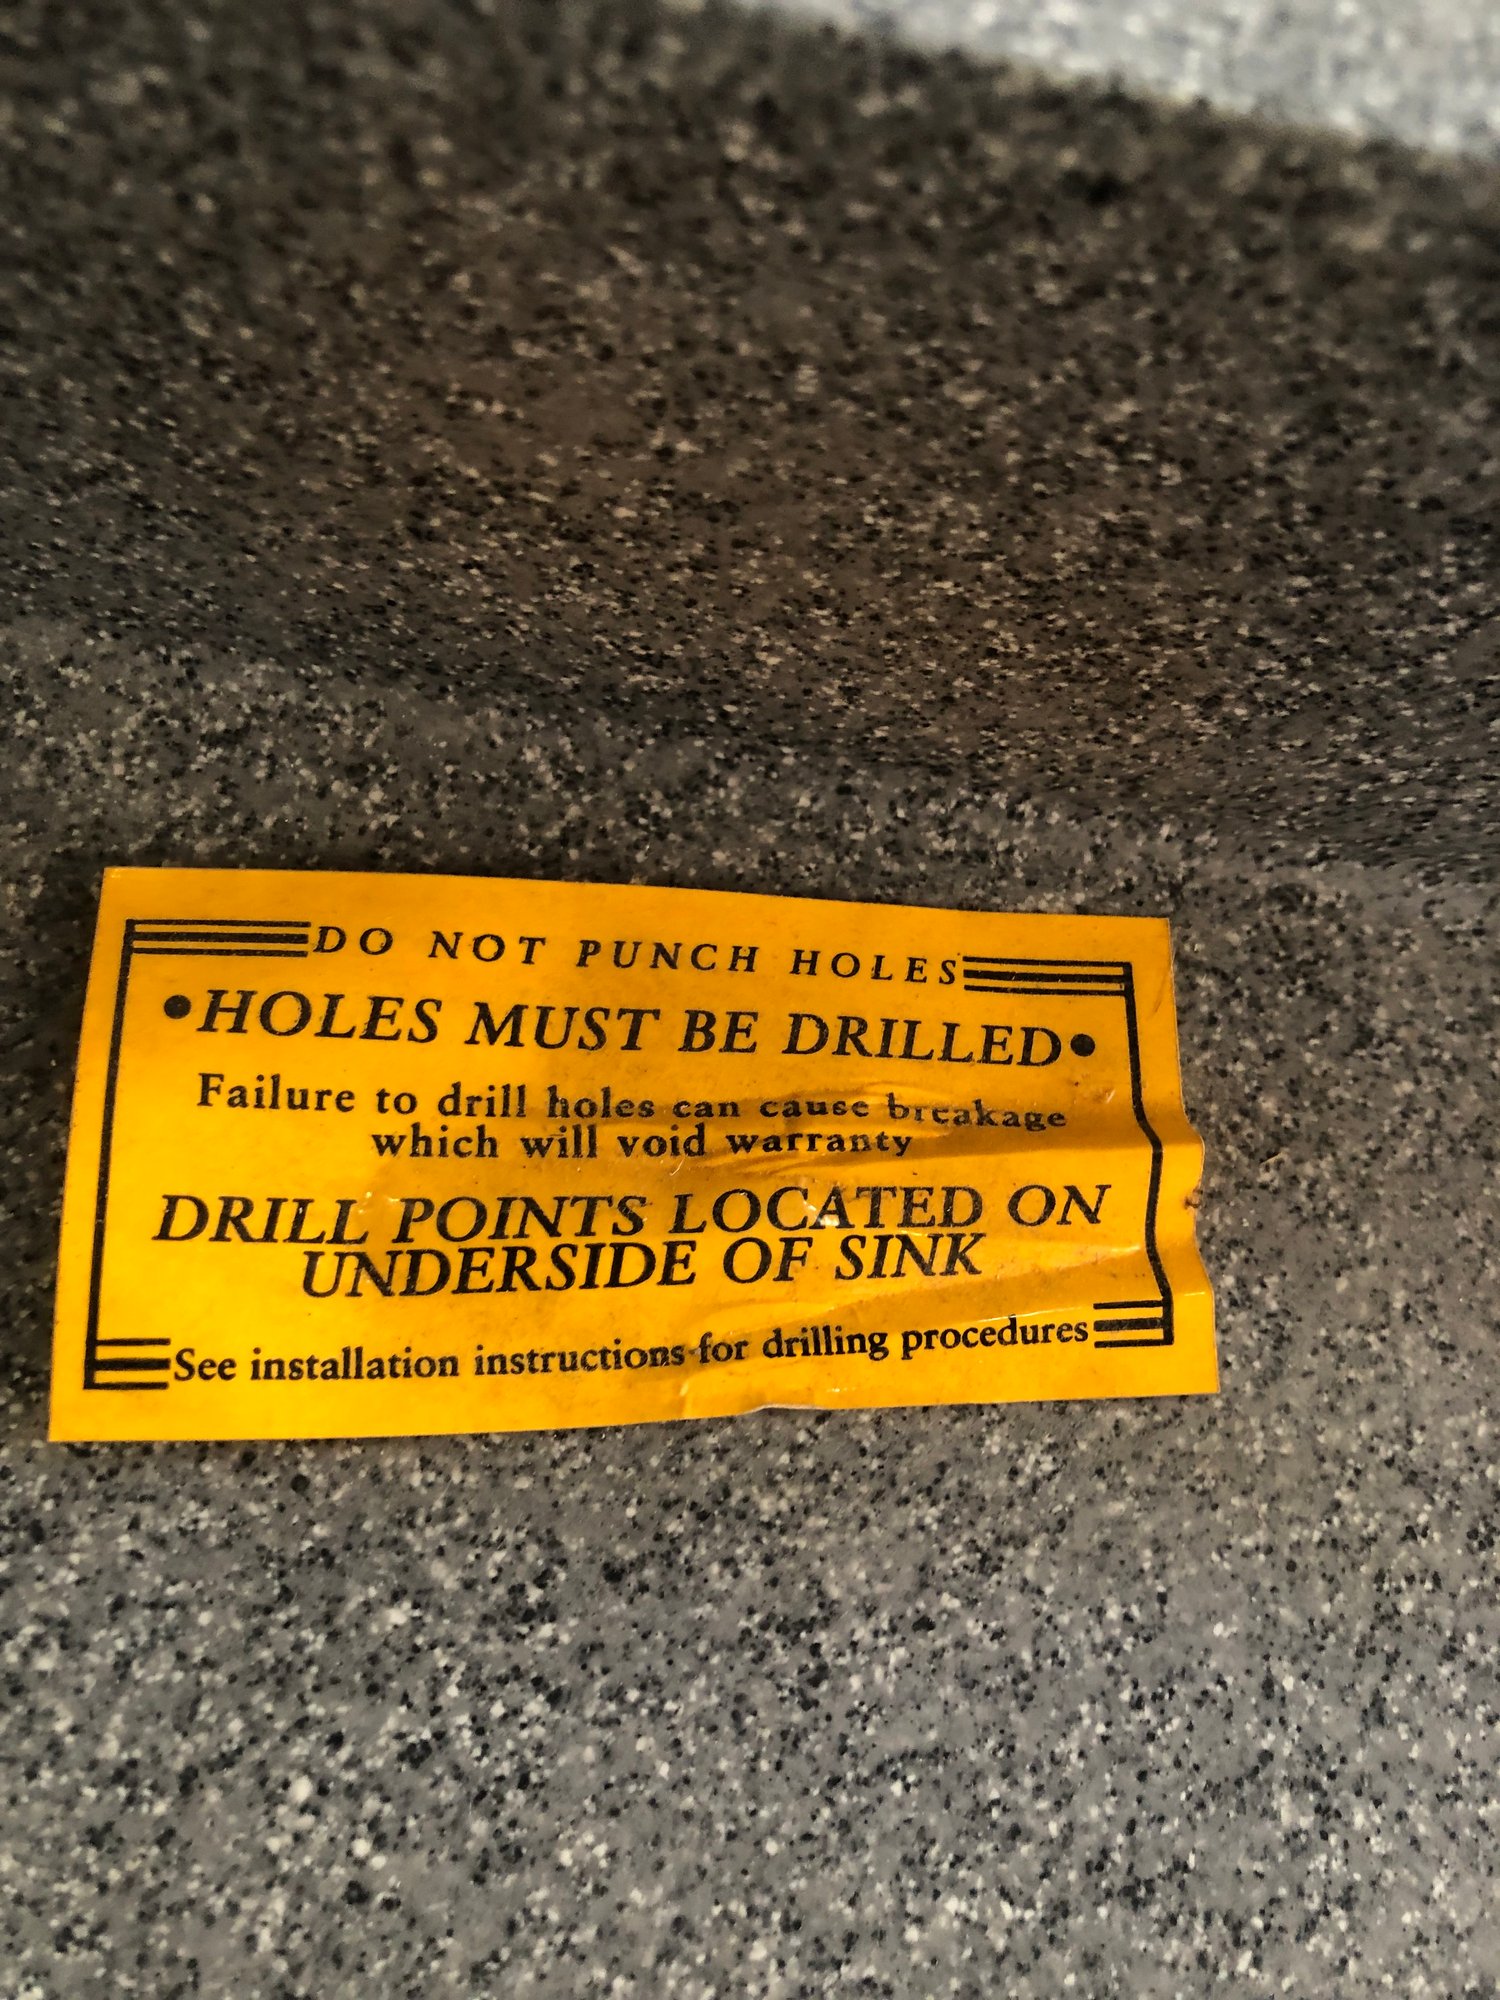 DO NOT PUNCH HOLES
•HOLES MUST BE DRILLED•
Failure to drill holes can cause breakage
which will void warranty
DRILL POINTS LOCATED ON
UNDERSIDE OF SINK
See installation instructions for drilling procedures